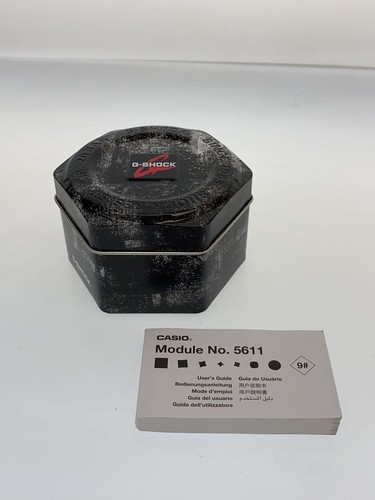 G-SHOCK
CASIO.
Module No. 5611
9#
User's Guide Guia do Usuário
Bedienungsanleitung 用户说明书
Mode d'emploi 用戶說明書
Guía del usuario دليل المستخدم
Guida dell'utilizzatore